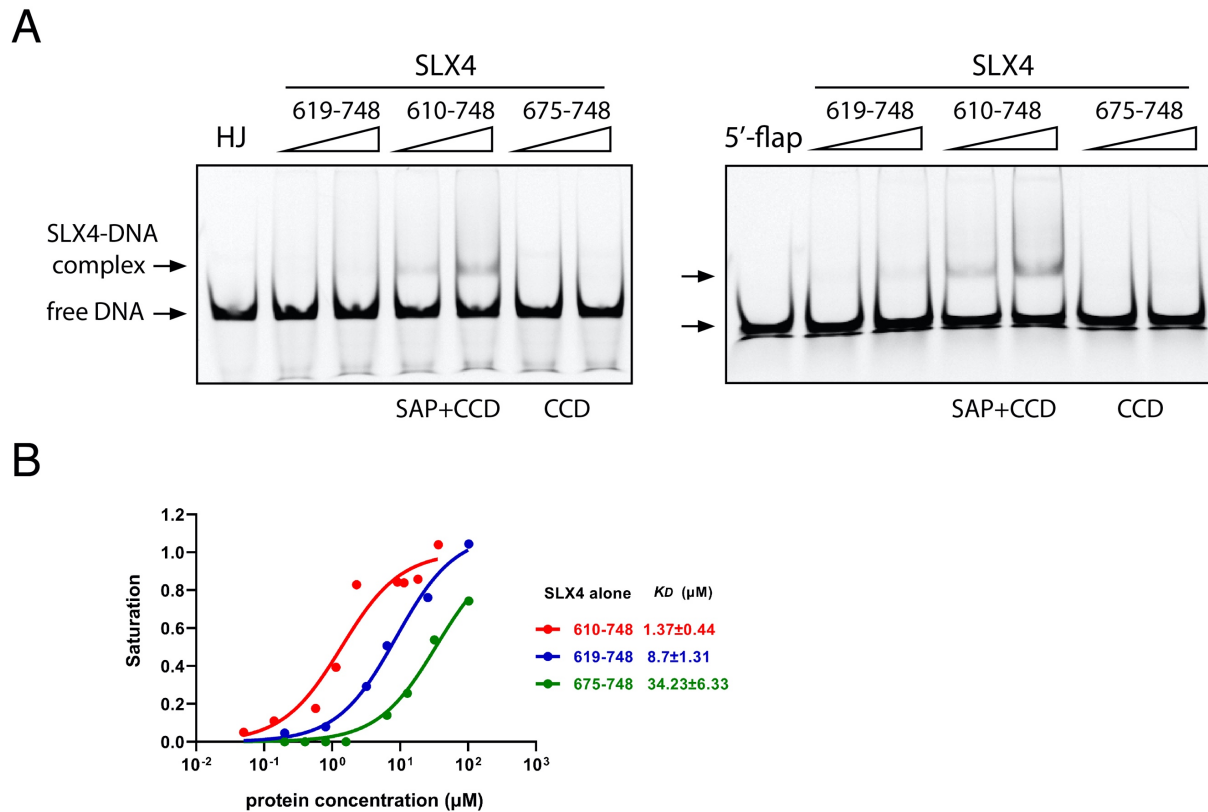 A
SLX4
619-748 610-748 675-748
HJ
SLX4-DNA
complex
free DNA
SAP+CCD CCD
SLX4
619-748 610-748 675-748
5'-flap
SAP+CCD CCD
B
Saturation
1.2
1.0
0.8
0.6
0.4
0.2
0.0
10-2 10-1 100 101 102 103
protein concentration (µM)
SLX4 alone KD (µM)
610-748 1.37±0.44
619-748 8.7±1.31
675-748 34.23±6.33